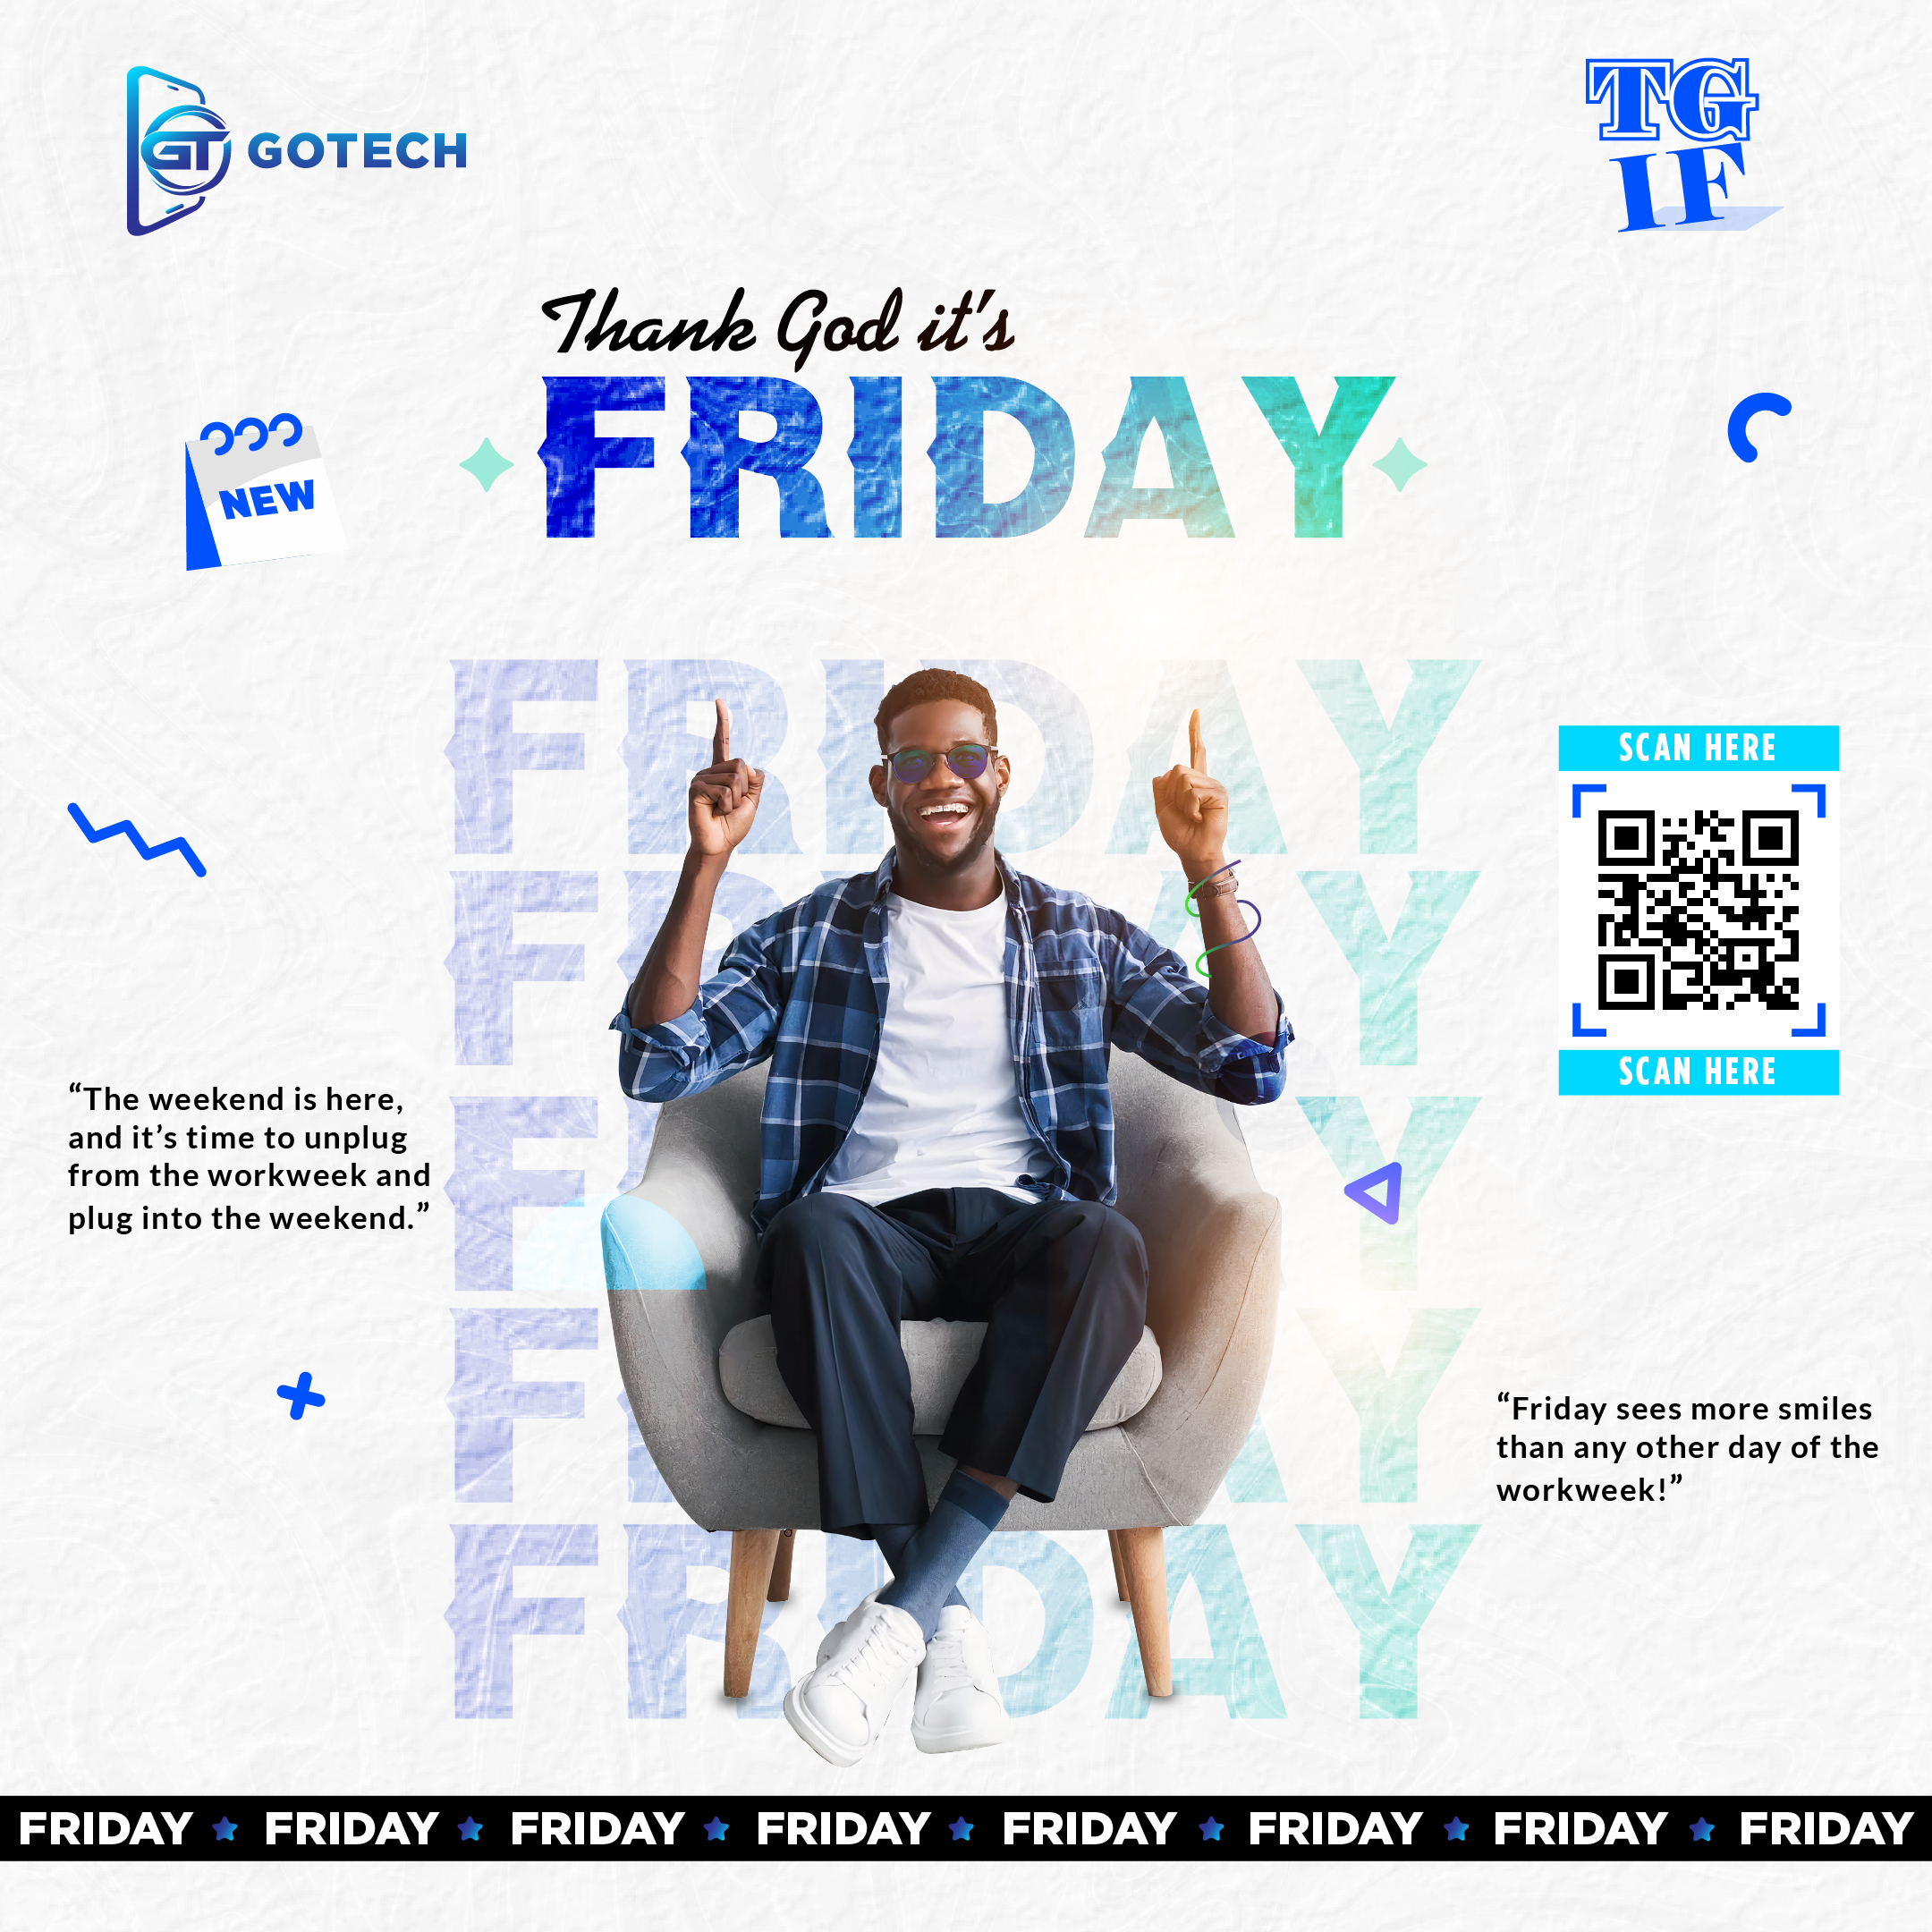 GT GOTECH
TG
IF
Thank God it's
FRIDAY
NEW
FRIDAY
SCAN HERE
FRIDAY
SCAN HERE
“The weekend is here,
and it’s time to unplug
from the workweek and
plug into the weekend.”
FRIDAY
FRIDAY
“Friday sees more smiles
than any other day of the
workweek!”
FRIDAY
FRIDAY FRIDAY FRIDAY FRIDAY FRIDAY FRIDAY FRIDAY FRIDAY